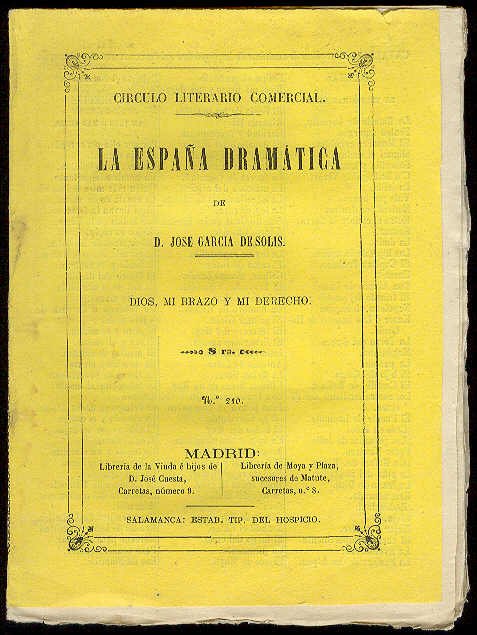 CIRCULO LITERARIO COMERCIAL.
LA ESPAÑA DRAMÁTICA
DE
D. JOSE GARCIA DE SOLIS.
DIOS, MI BRAZO Y MI DERECHO.
8 rs.
N.º 210.
MADRID:
Librería de la Viuda é hijos de
D. José Cuesta,
Carretas, número 9.
Librería de Moya y Plaza,
sucesores de Matute,
Carretas, n.º 8.
SALAMANCA: ESTAB. TIP. DEL HOSPICIO.